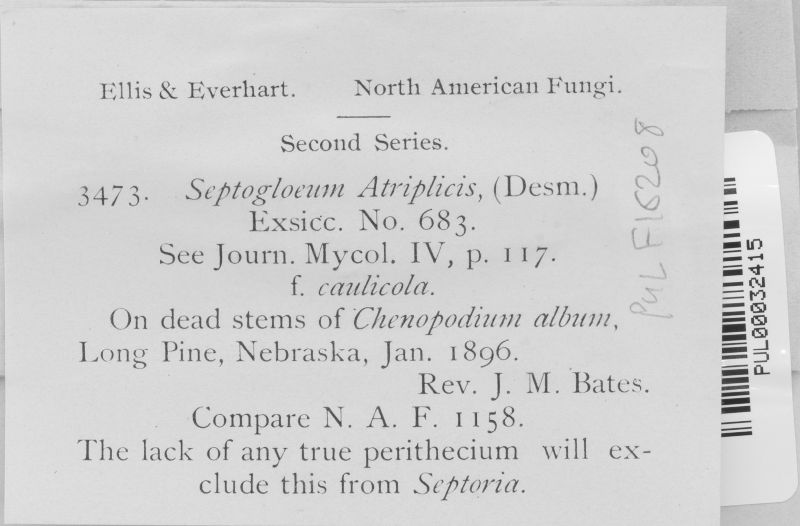 Ellis & Everhart. North American Fungi.
Second Series.
3473. Septogloeum Atriplicis, (Desm.)
Exsicc. No. 683.
See Journ. Mycol. IV, p. 117.
f. caulicola.
On dead stems of Chenopodium album,
Long Pine, Nebraska, Jan. 1896.
Rev. J. M. Bates.
Compare N. A. F. 1158.
The lack of any true perithecium will ex-
clude this from Septoria.
PUL F16208
PUL00032415